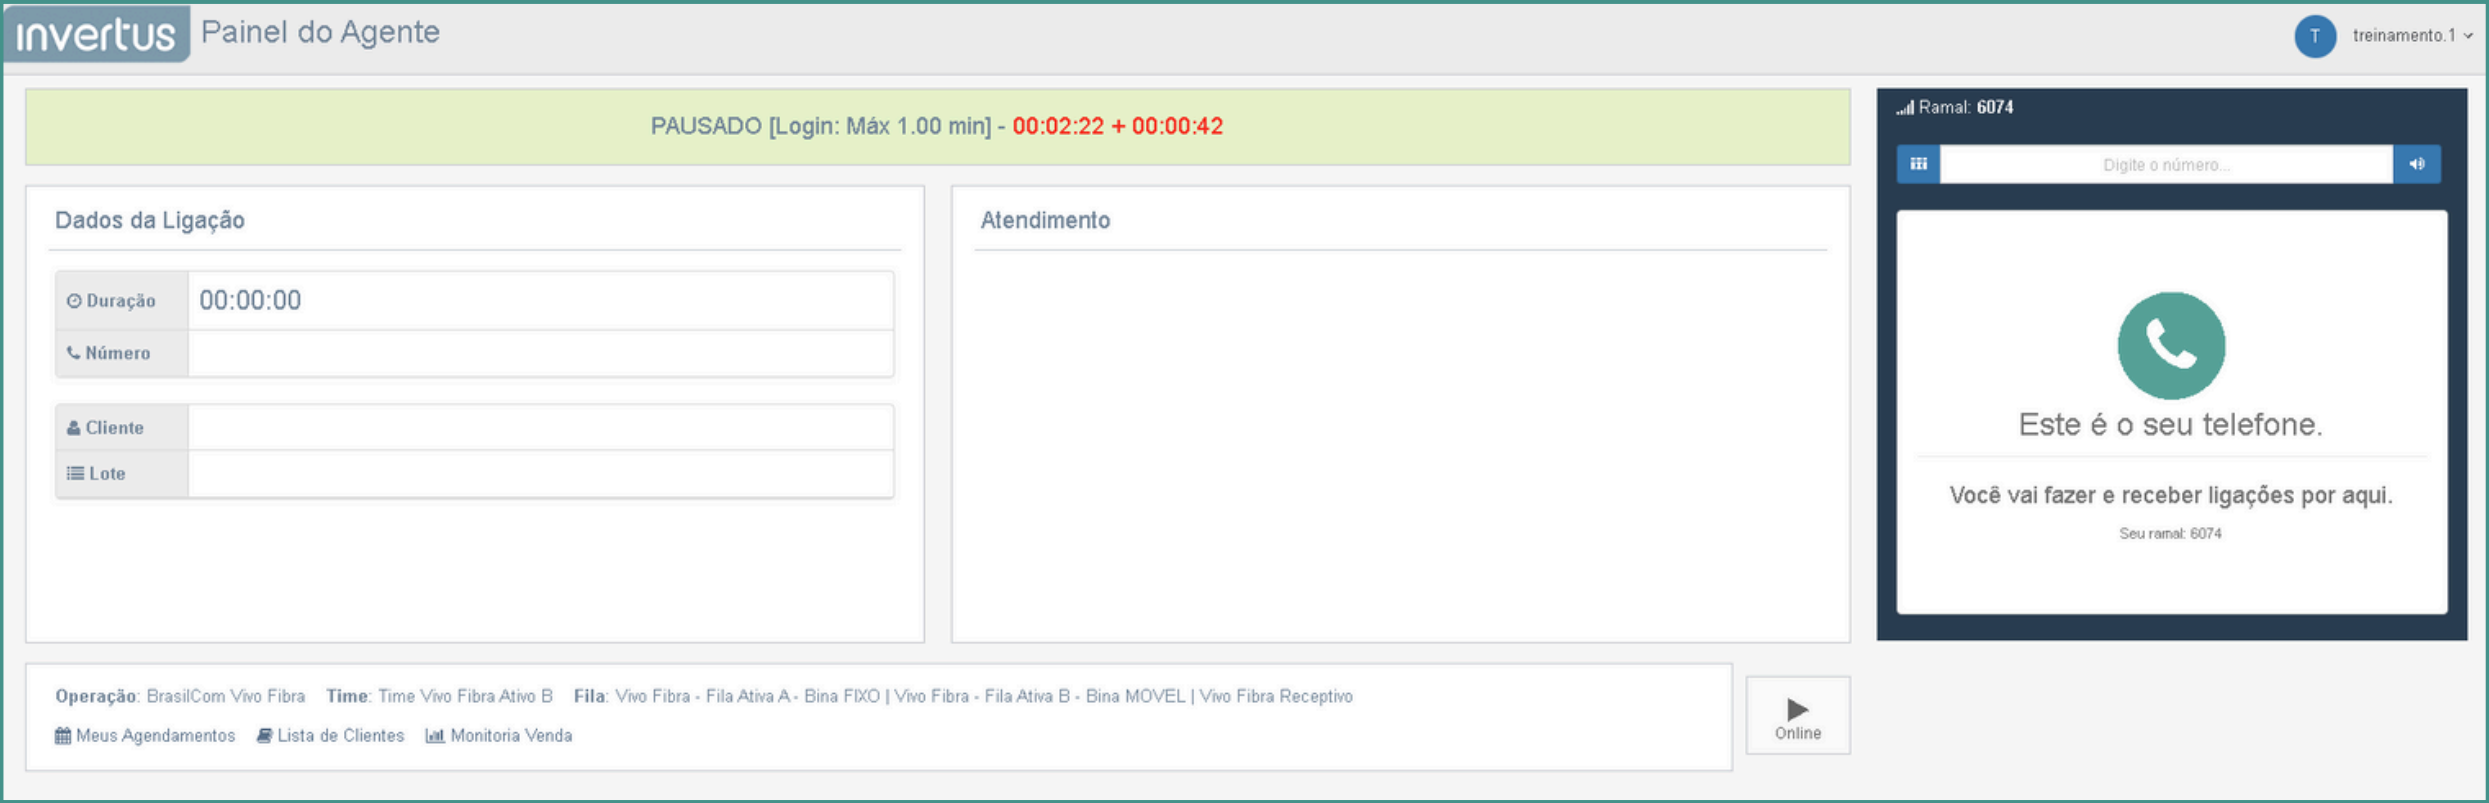 invertus Painel do Agente
T treinamento.1
PAUSADO [Login: Máx 1.00 min] - 00:02:22 + 00:00:42
Dados da Ligação
Duração 00:00:00
Número
Cliente
Lote
Atendimento
Ramal: 6074
Digite o número...
Este é o seu telefone.
Você vai fazer e receber ligações por aqui.
Seu ramal: 6074
Operação: BrasilCom Vivo Fibra Time: Time Vivo Fibra Ativo B Fila: Vivo Fibra - Fila Ativa A - Bina FIXO | Vivo Fibra - Fila Ativa B - Bina MOVEL | Vivo Fibra Receptivo
Meus Agendamentos Lista de Clientes Monitoria Venda
Online